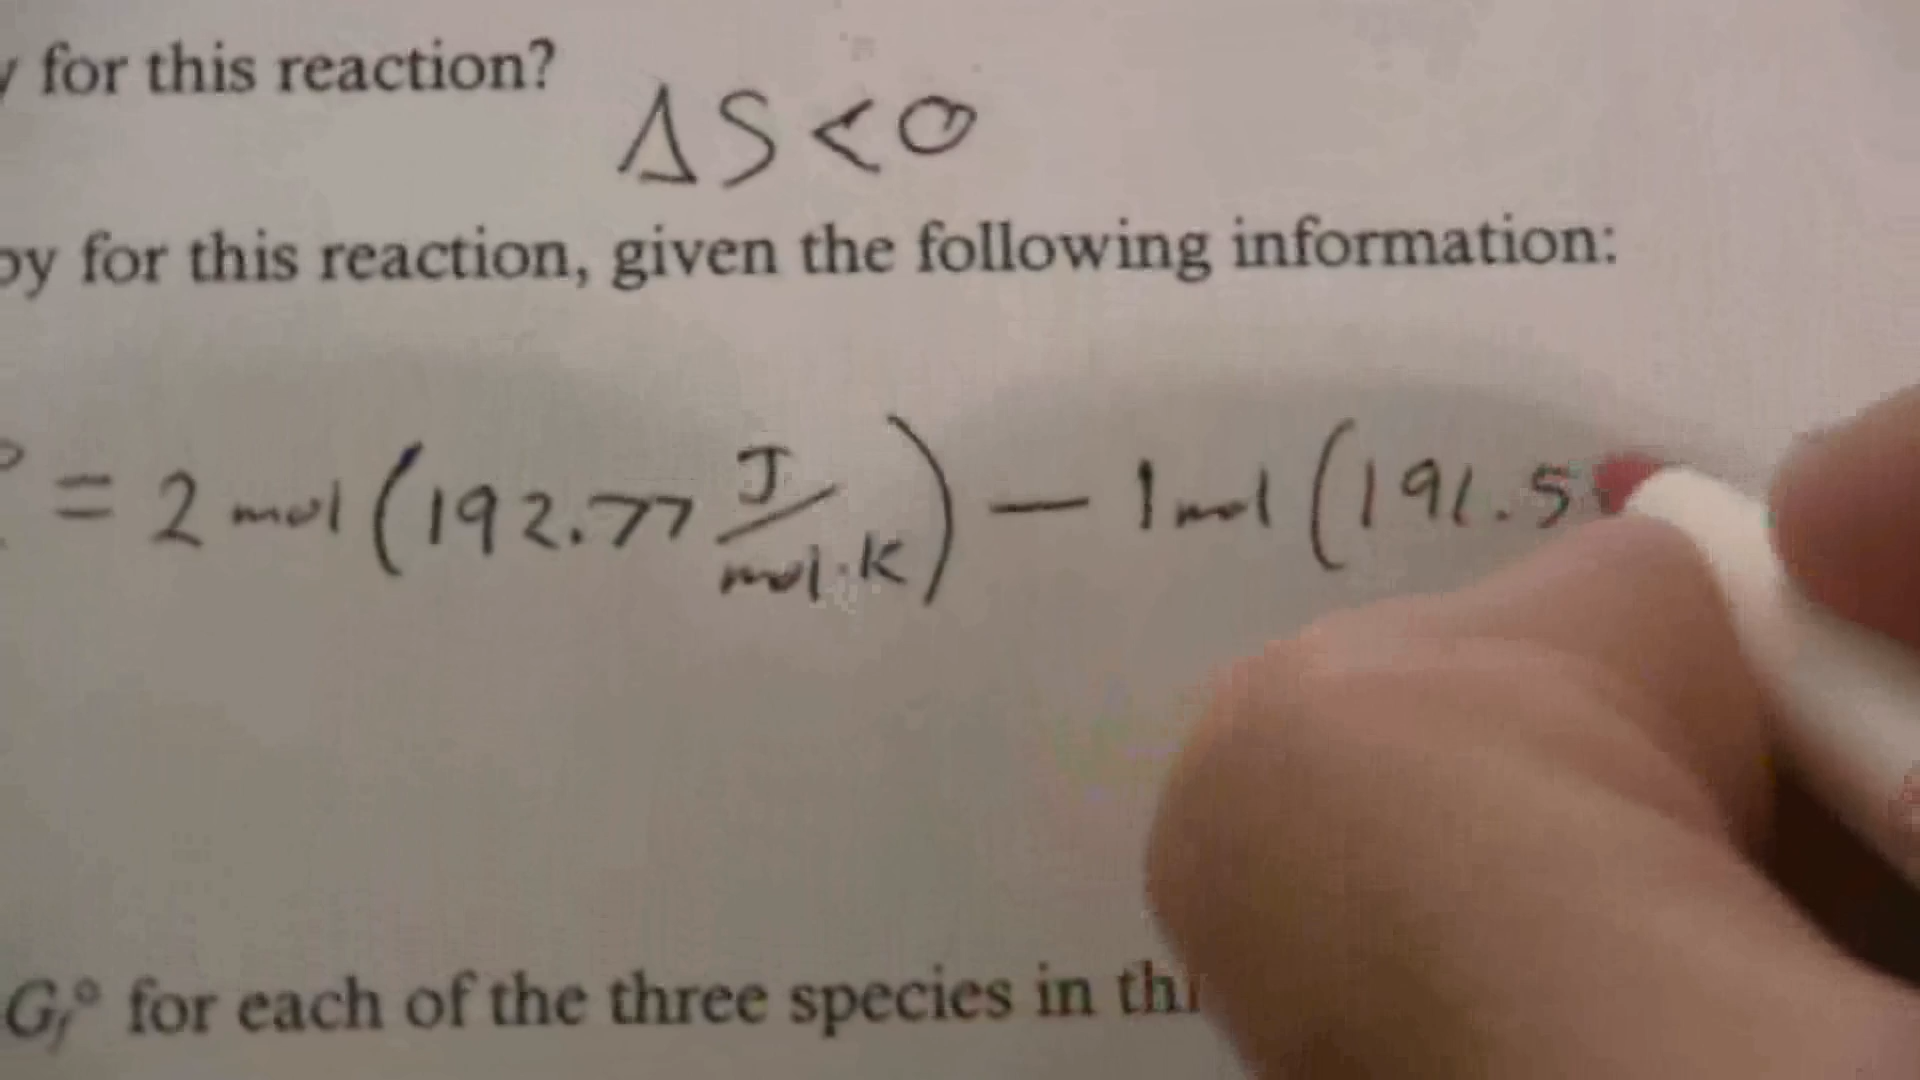 for this reaction?
ΔS<0
for this reaction, given the following information:
= 2 mol (192.77 J/mol·K) — 1 mol (191.5
G_f° for each of the three species in